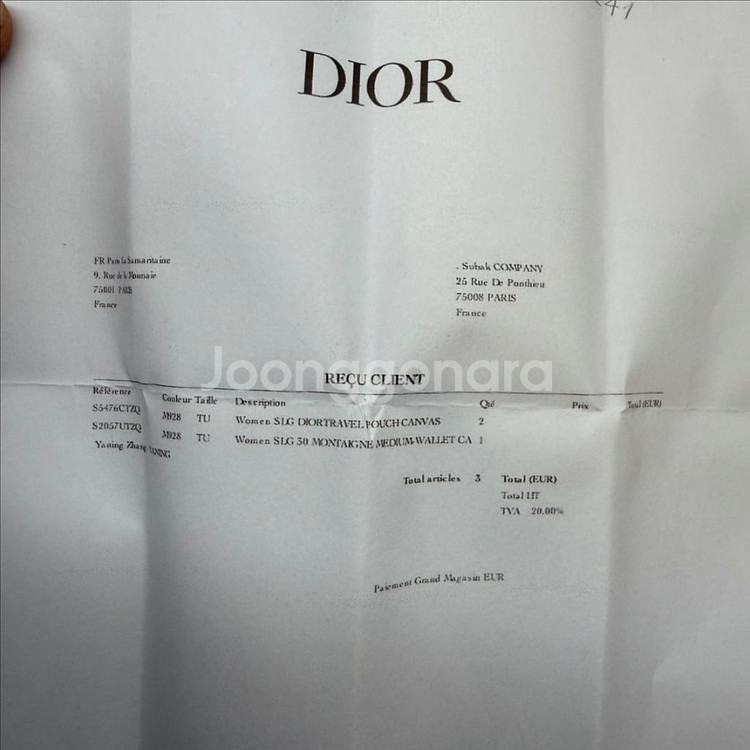 41
DIOR
FR Paris la Samaritaine
9, Rue de la Monnaie
75001 PARIS
France
. Subak COMPANY
25 Rue De Ponthieu
75008 PARIS
France
Joonggonara
REÇU CLIENT
Référence Couleur Taille Description Qté Prix Total (EUR)
S5476CTZQ M928 TU Women SLG DIORTRAVEL POUCH CANVAS 2
S2057UTZQ M928 TU Women SLG 30 MONTAIGNE MEDIUM WALLET CA 1
Yaning Zhang YANING
Total articles 3 Total (EUR)
Total HT
TVA 20.00%
Paiement Grand Magasin EUR